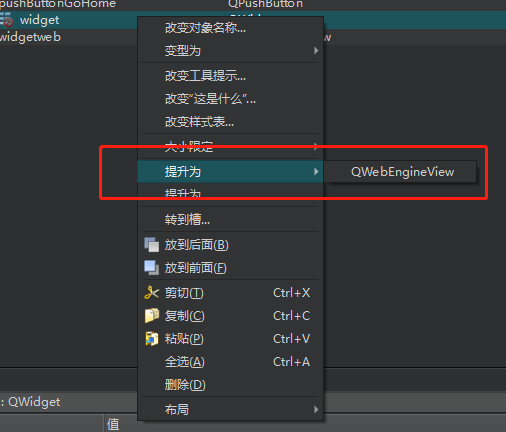 pushButtonGoHome QPushButton
widget
widgetweb
改变对象名称...
变型为
改变工具提示...
改变“这是什么”...
改变样式表...
大小限定
提升为 QWebEngineView
提升为
转到槽...
放到后面(B)
放到前面(F)
剪切(T) Ctrl+X
复制(C) Ctrl+C
粘贴(P) Ctrl+V
全选(A) Ctrl+A
删除(D)
布局
: QWidget
值